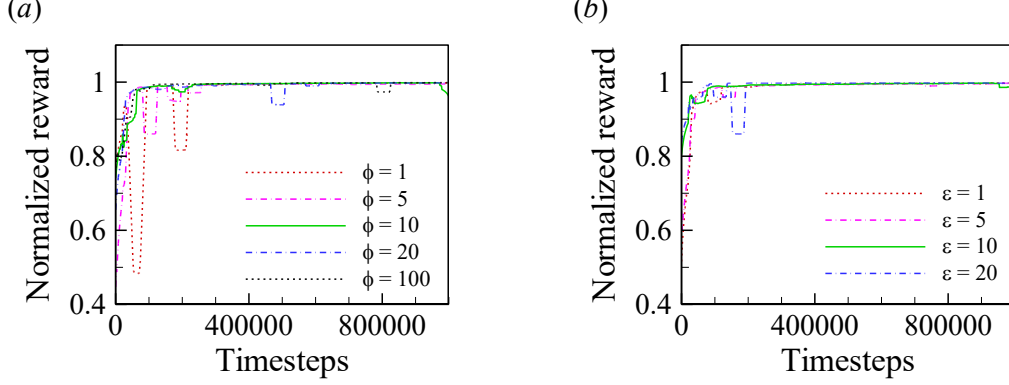 (a)
Normalized reward
1
0.8
0.6
0.4
0
400000
800000
Timesteps
ϕ = 1
ϕ = 5
ϕ = 10
ϕ = 20
ϕ = 100
(b)
Normalized reward
1
0.8
0.6
0.4
0
400000
800000
Timesteps
ε = 1
ε = 5
ε = 10
ε = 20